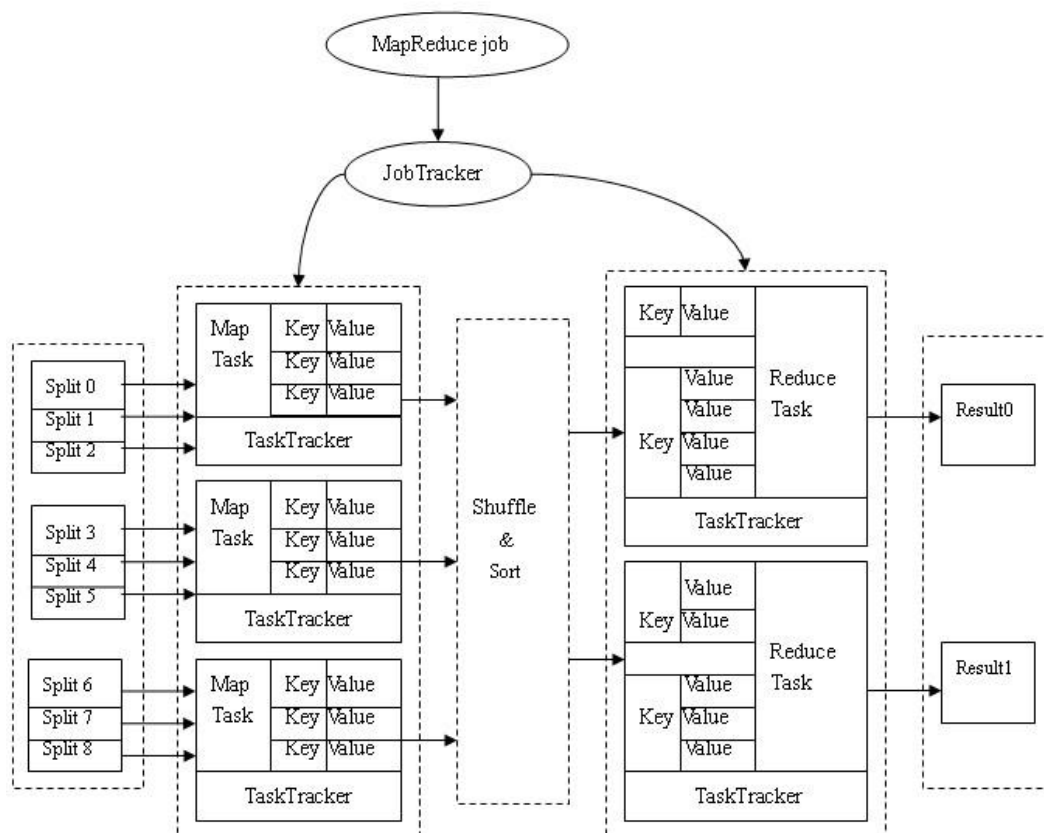 MapReduce job
JobTracker
Split 0
Split 1
Split 2
Split 3
Split 4
Split 5
Split 6
Split 7
Split 8
Map
Task
Key Value
Key Value
Key Value
TaskTracker
Map
Task
Key Value
Key Value
Key Value
TaskTracker
Map
Task
Key Value
Key Value
Key Value
TaskTracker
Shuffle
&
Sort
Key Value
Value
Value
Key Value
Value
Reduce
Task
TaskTracker
Value
Key Value
Value
Key Value
Value
Reduce
Task
TaskTracker
Result0
Result1